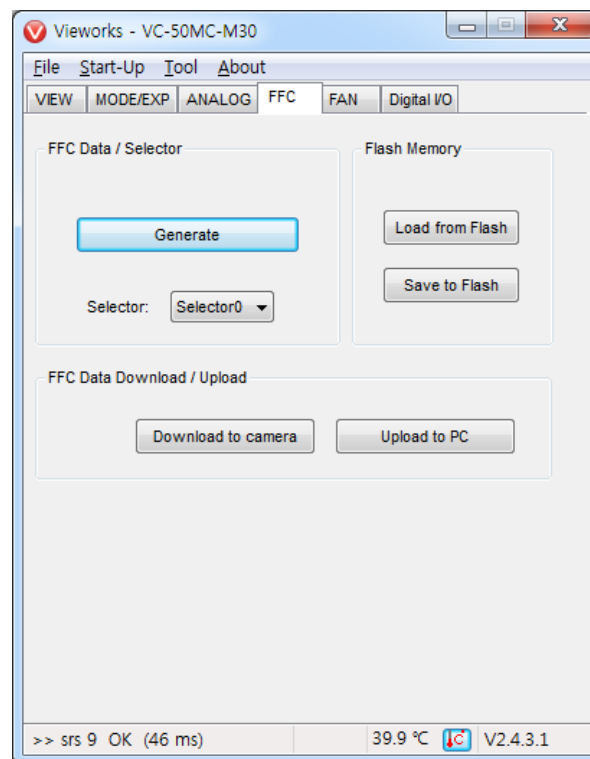 Vieworks - VC-50MC-M30
File Start-Up Tool About
VIEW MODE/EXP ANALOG FFC FAN Digital I/O
FFC Data / Selector
Flash Memory
Generate
Load from Flash
Save to Flash
Selector: Selector0
FFC Data Download / Upload
Download to camera Upload to PC
>> srs 9 OK (46 ms) 39.9 ℃ C V2.4.3.1